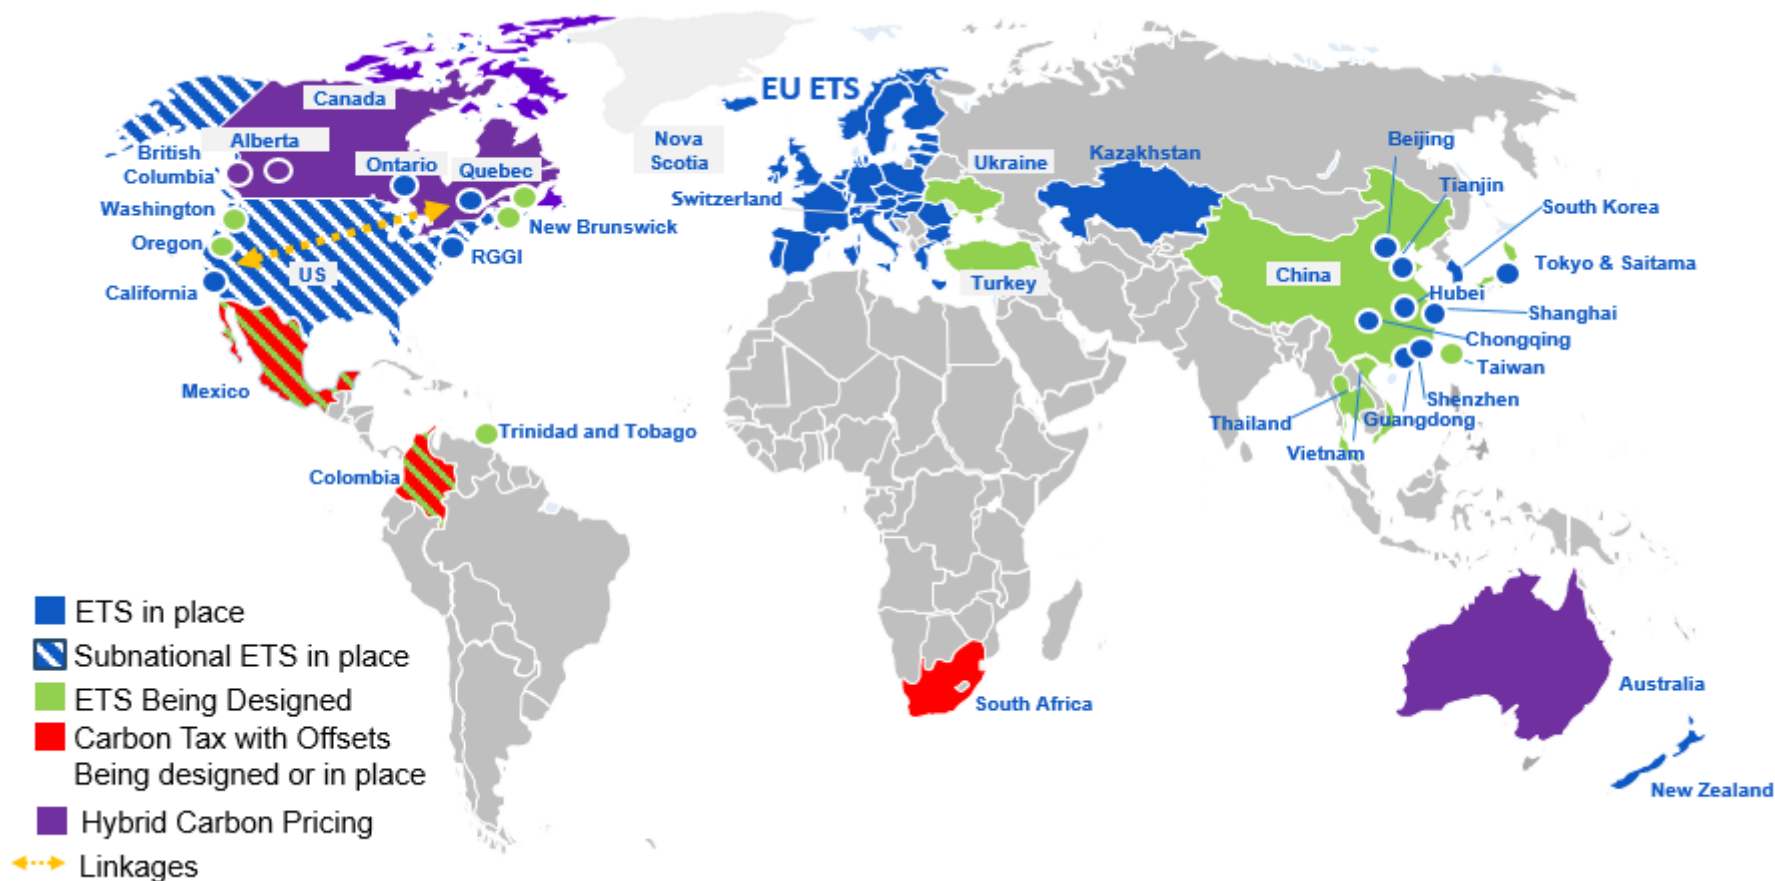 EU ETS
Canada
Alberta
British
Columbia
Ontario
Quebec
Nova
Scotia
Ukraine
Kazakhstan
Beijing
Tianjin
South Korea
Switzerland
Washington
New Brunswick
Oregon
RGGI
US
California
Turkey
China
Tokyo & Saitama
Hubei
Shanghai
Chongqing
Taiwan
Shenzhen
Guangdong
Thailand
Vietnam
Mexico
Trinidad and Tobago
Colombia
South Africa
Australia
New Zealand
ETS in place
Subnational ETS in place
ETS Being Designed
Carbon Tax with Offsets
Being designed or in place
Hybrid Carbon Pricing
Linkages